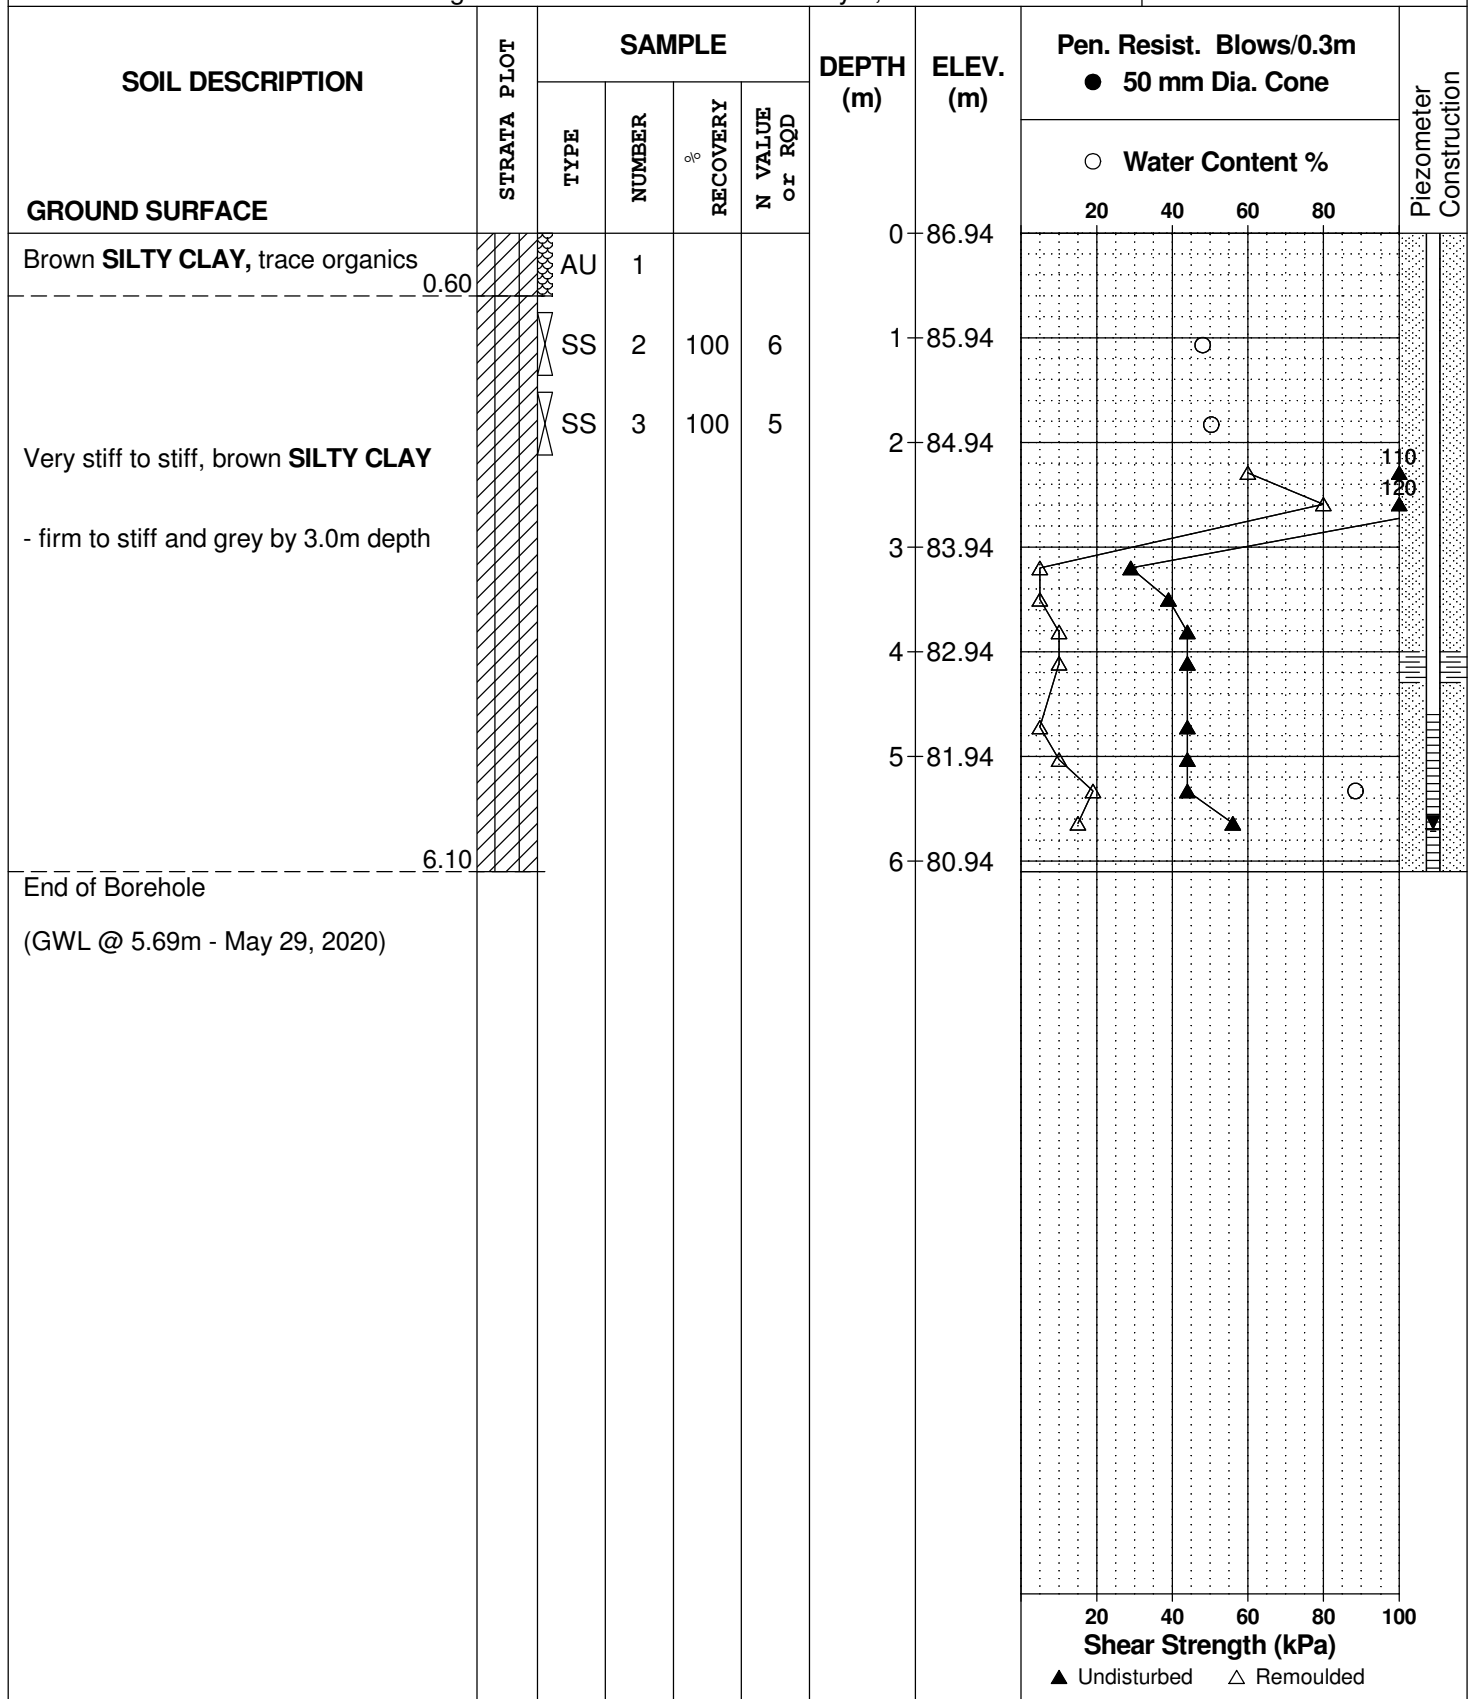 SOIL DESCRIPTION
GROUND SURFACE
STRATA PLOT
SAMPLE
TYPE
NUMBER
%
RECOVERY
N VALUE
or RQD
DEPTH
(m)
ELEV.
(m)
Pen. Resist. Blows/0.3m
● 50 mm Dia. Cone
○ Water Content %
20 40 60 80
Piezometer
Construction
0 86.94
Brown SILTY CLAY, trace organics
0.60
AU 1
SS 2 100 6
1 85.94
SS 3 100 5
2 84.94
Very stiff to stiff, brown SILTY CLAY
110
120
- firm to stiff and grey by 3.0m depth
3 83.94
4 82.94
5 81.94
6.10
6 80.94
End of Borehole
(GWL @ 5.69m - May 29, 2020)
20 40 60 80 100
Shear Strength (kPa)
▲ Undisturbed △ Remoulded